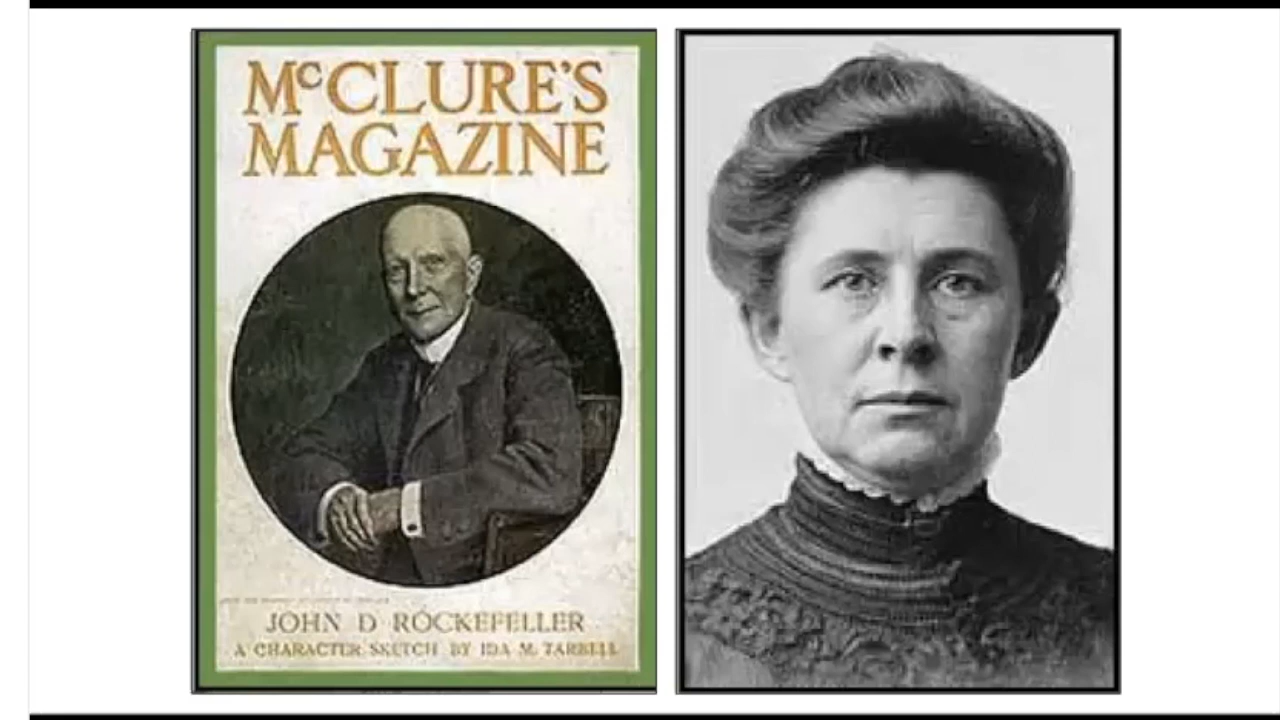 McCLURE'S
MAGAZINE
JOHN D ROCKEFELLER
A CHARACTER SKETCH BY IDA M. TARBELL